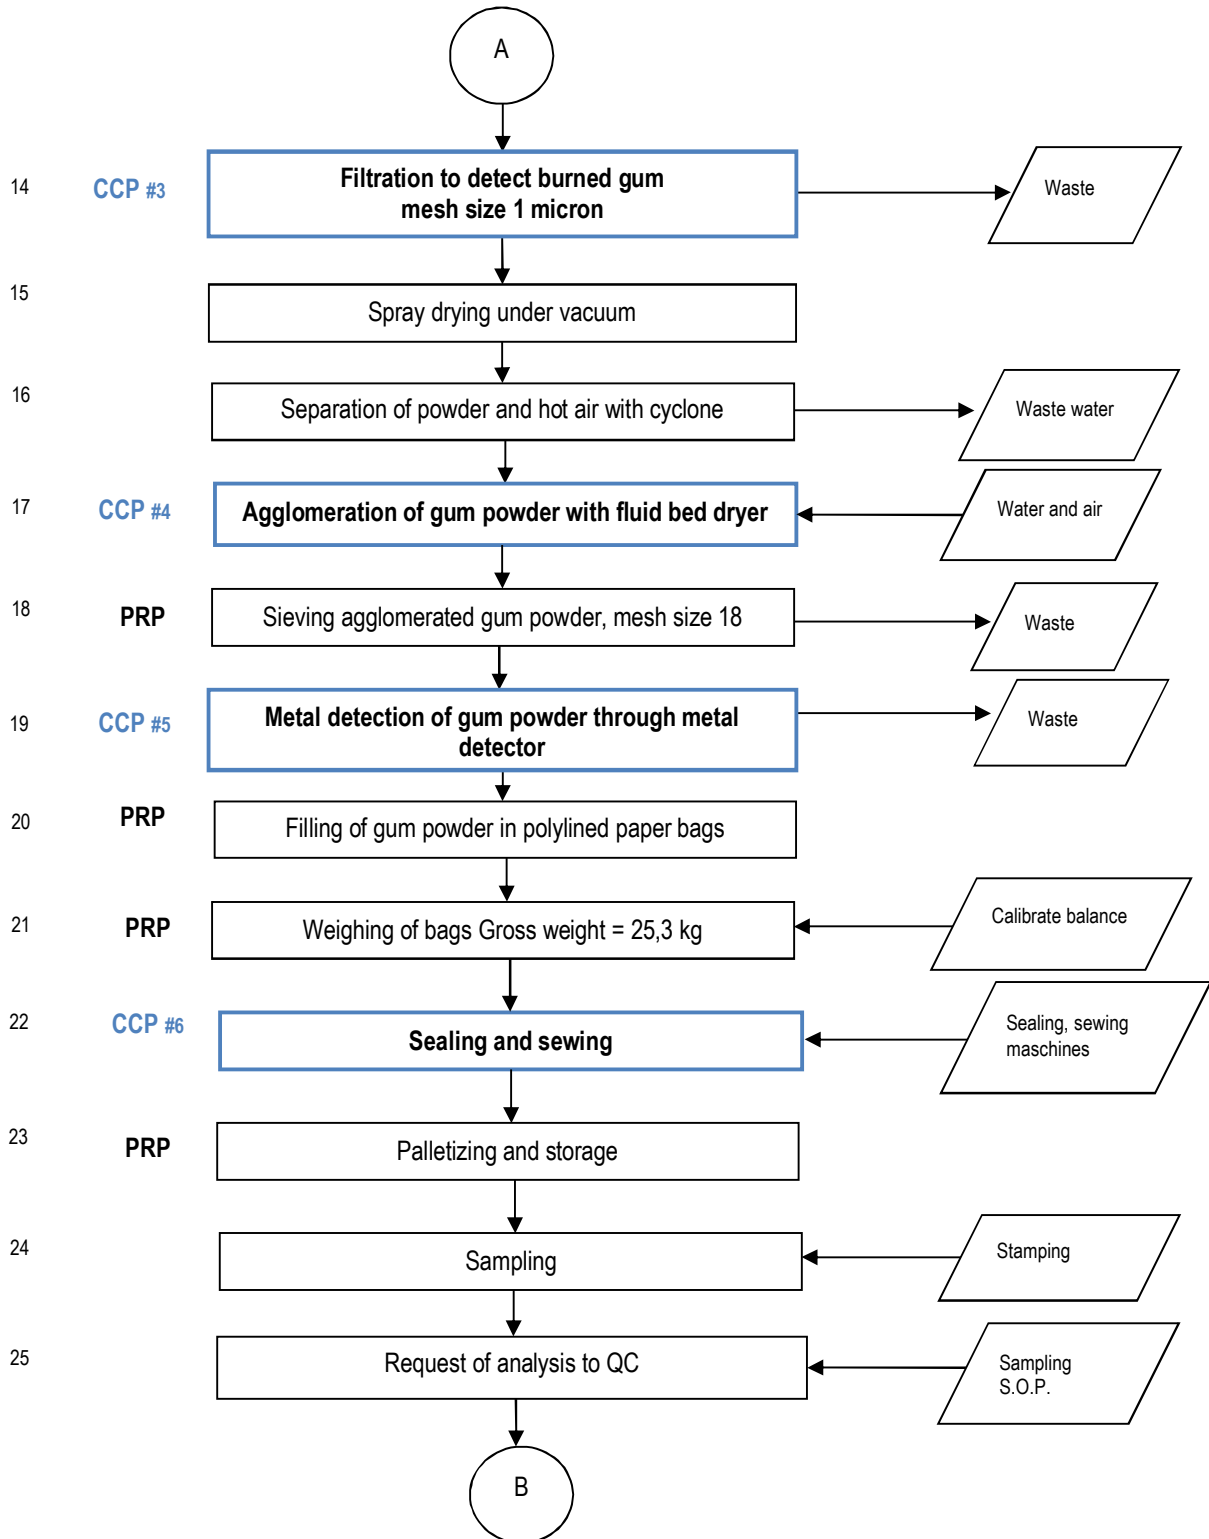 A
14
CCP #3
Filtration to detect burned gum
mesh size 1 micron
Waste
15
Spray drying under vacuum
16
Separation of powder and hot air with cyclone
Waste water
17
CCP #4
Agglomeration of gum powder with fluid bed dryer
Water and air
18
PRP
Sieving agglomerated gum powder, mesh size 18
Waste
19
CCP #5
Metal detection of gum powder through metal
detector
Waste
20
PRP
Filling of gum powder in polylined paper bags
21
PRP
Weighing of bags Gross weight = 25,3 kg
Calibrate balance
22
CCP #6
Sealing and sewing
Sealing, sewing
maschines
23
PRP
Palletizing and storage
24
Sampling
Stamping
25
Request of analysis to QC
Sampling
S.O.P.
B